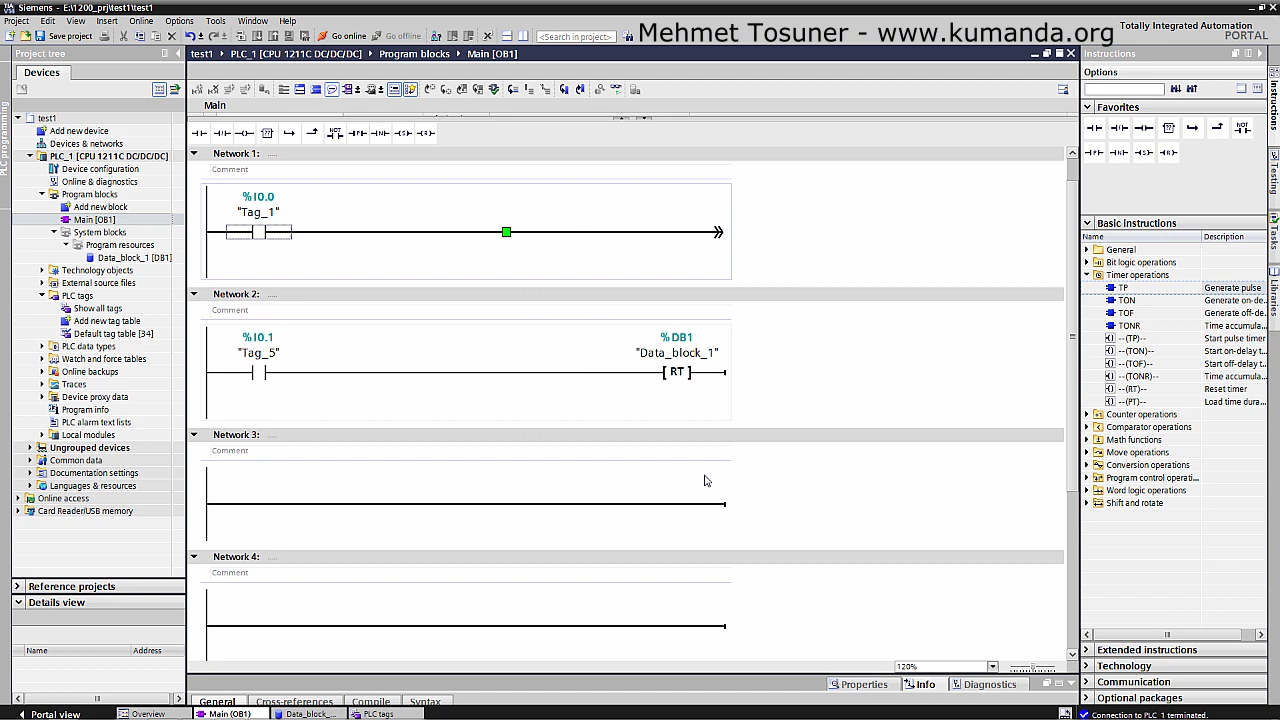 Siemens - E:\1200_prj\test1\test1
Mehmet Tosuner - www.kumanda.org
Project Edit View Insert Online Options Tools Window Help
Totally Integrated Automation
PORTAL
Save project
Go online
Go offline
<Search in project>
Project tree
test1 PLC_1 [CPU 1211C DC/DC/DC] Program blocks Main [OB1]
Instructions
Devices
Options
PLC programming
test1
Add new device
Devices & networks
PLC_1 [CPU 1211C DC/DC/DC]
Device configuration
Online & diagnostics
Program blocks
Add new block
Main [OB1]
System blocks
Program resources
Data_block_1 [DB1]
Technology objects
External source files
PLC tags
Show all tags
Add new tag table
Default tag table [34]
PLC data types
Watch and force tables
Online backups
Traces
Device proxy data
Program info
PLC alarm text lists
Local modules
Ungrouped devices
Common data
Documentation settings
Languages & resources
Online access
Card Reader/USB memory
Reference projects
Details view
Name Address
Main
Network 1: .....
Comment
%I0.0
"Tag_1"
Network 2: .....
Comment
%I0.1
"Tag_5"
%DB1
"Data_block_1"
RT
Network 3: .....
Comment
Network 4: .....
Comment
120%
Properties Info Diagnostics
General Cross-references Compile Syntax
Favorites
NOT
Basic instructions
Name Description
General
Bit logic operations
Timer operations
TP Generate pulse
TON Generate on-de...
TOF Generate off-de...
TONR Time accumula...
--(TP)-- Start pulse timer
--(TON)-- Start on-delay t...
--(TOF)-- Start off-delay t...
--(TONR)-- Time accumula...
--(RT)-- Reset timer
--(PT)-- Load time dura...
Counter operations
Comparator operations
Math functions
Move operations
Conversion operations
Program control operati...
Word logic operations
Shift and rotate
Extended instructions
Technology
Communication
Optional packages
Instructions
Testing
Tasks
Libraries
Portal view Overview Main (OB1) Data_block_... PLC tags
Connection to PLC_1 terminated.